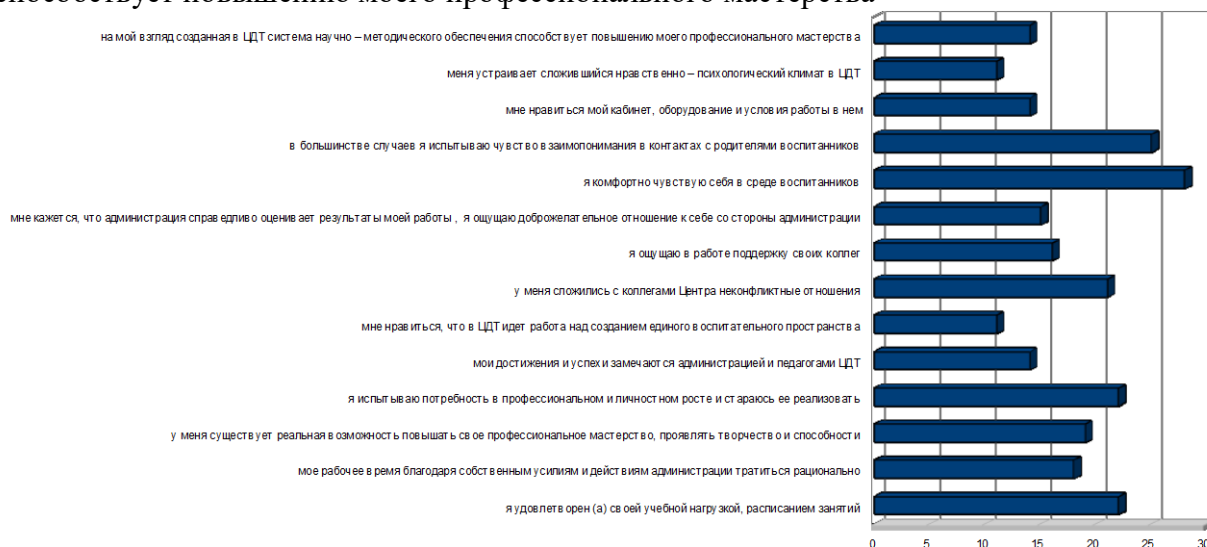 способствует повышению моего профессионального мастерства
на мой взгляд созданная в ЦДТ система научно – методического обеспечения способствует повышению моего профессионального мастерства
меня устраивает сложившийся нравственно – психологический климат в ЦДТ
мне нравиться мой кабинет, оборудование и условия работы в нем
в большинстве случаев я испытываю чувство взаимопонимания в контактах с родителями воспитанников
я комфортно чувствую себя в среде воспитанников
мне кажется, что администрация справедливо оценивает результаты моей работы , я ощущаю доброжелательное отношение к себе со стороны администрации
я ощущаю в работе поддержку своих коллег
у меня сложились с коллегами Центра неконфликтные отношения
мне нравиться, что в ЦДТ идет работа над созданием единого воспитательного пространства
мои достижения и успехи замечаются администрацией и педагогами ЦДТ
я испытываю потребность в профессиональном и личностном росте и стараюсь ее реализовать
у меня существует реальная возможность повышать свое профессиональное мастерство, проявлять творчество и способности
мое рабочее время благодаря собственным усилиям и действиям администрации тратиться рационально
я удовлетворен (а) своей учебной нагрузкой, расписанием занятий
0 5 10 15 20 25 30